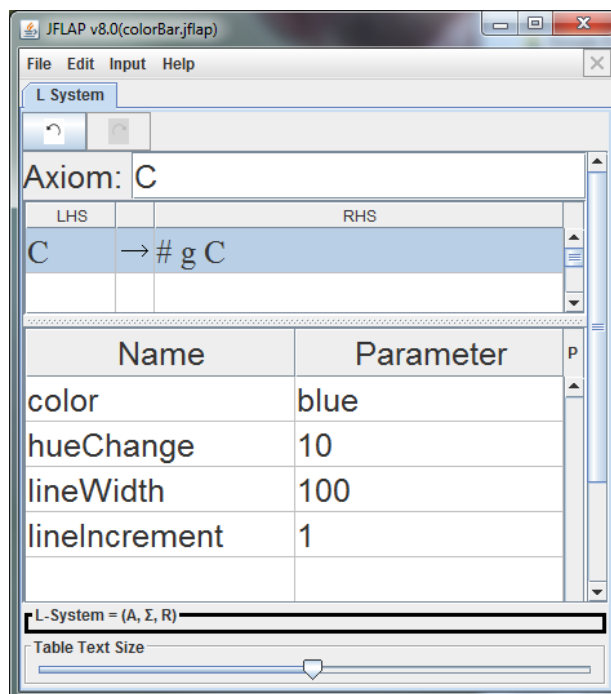 JFLAP v8.0(colorBar.jflap)
File Edit Input Help
L System
Axiom: C
LHS RHS
C → # g C
Name Parameter P
color blue
hueChange 10
lineWidth 100
lineIncrement 1
L-System = (A, Σ, R)
Table Text Size